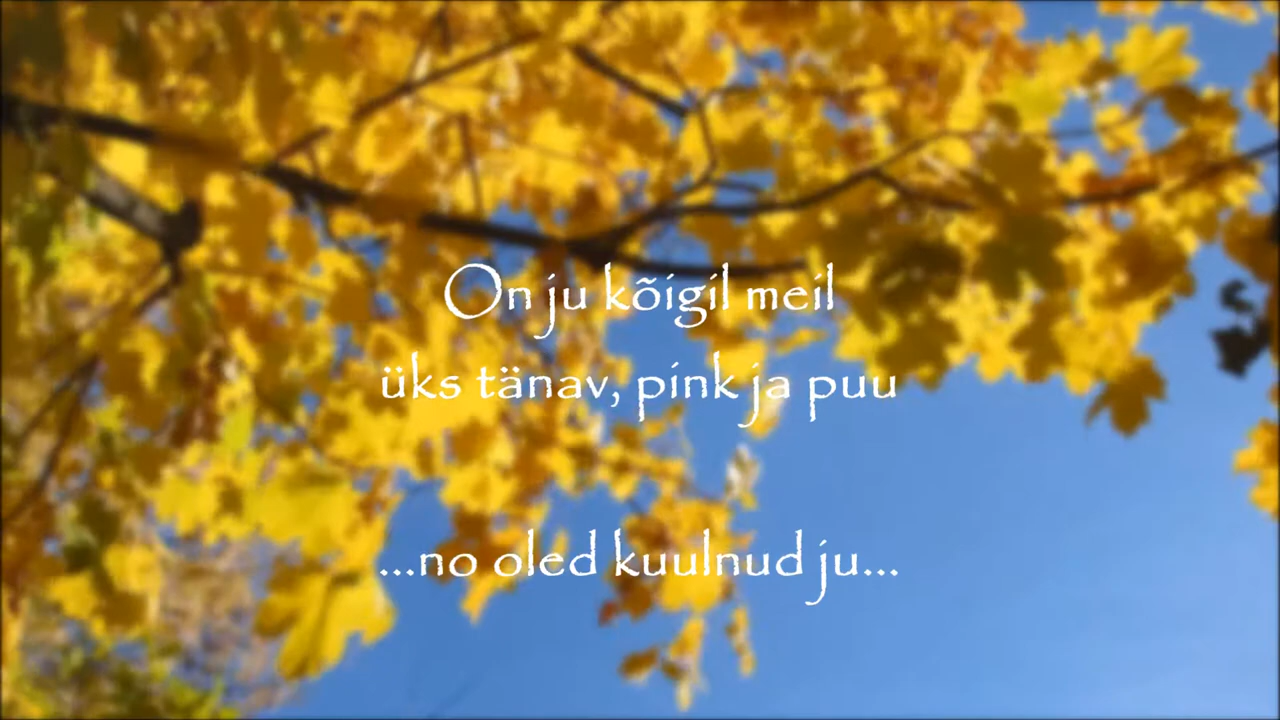 On ju kõigil meil
üks tänav, pink ja puu
...no oled kuulnud ju...